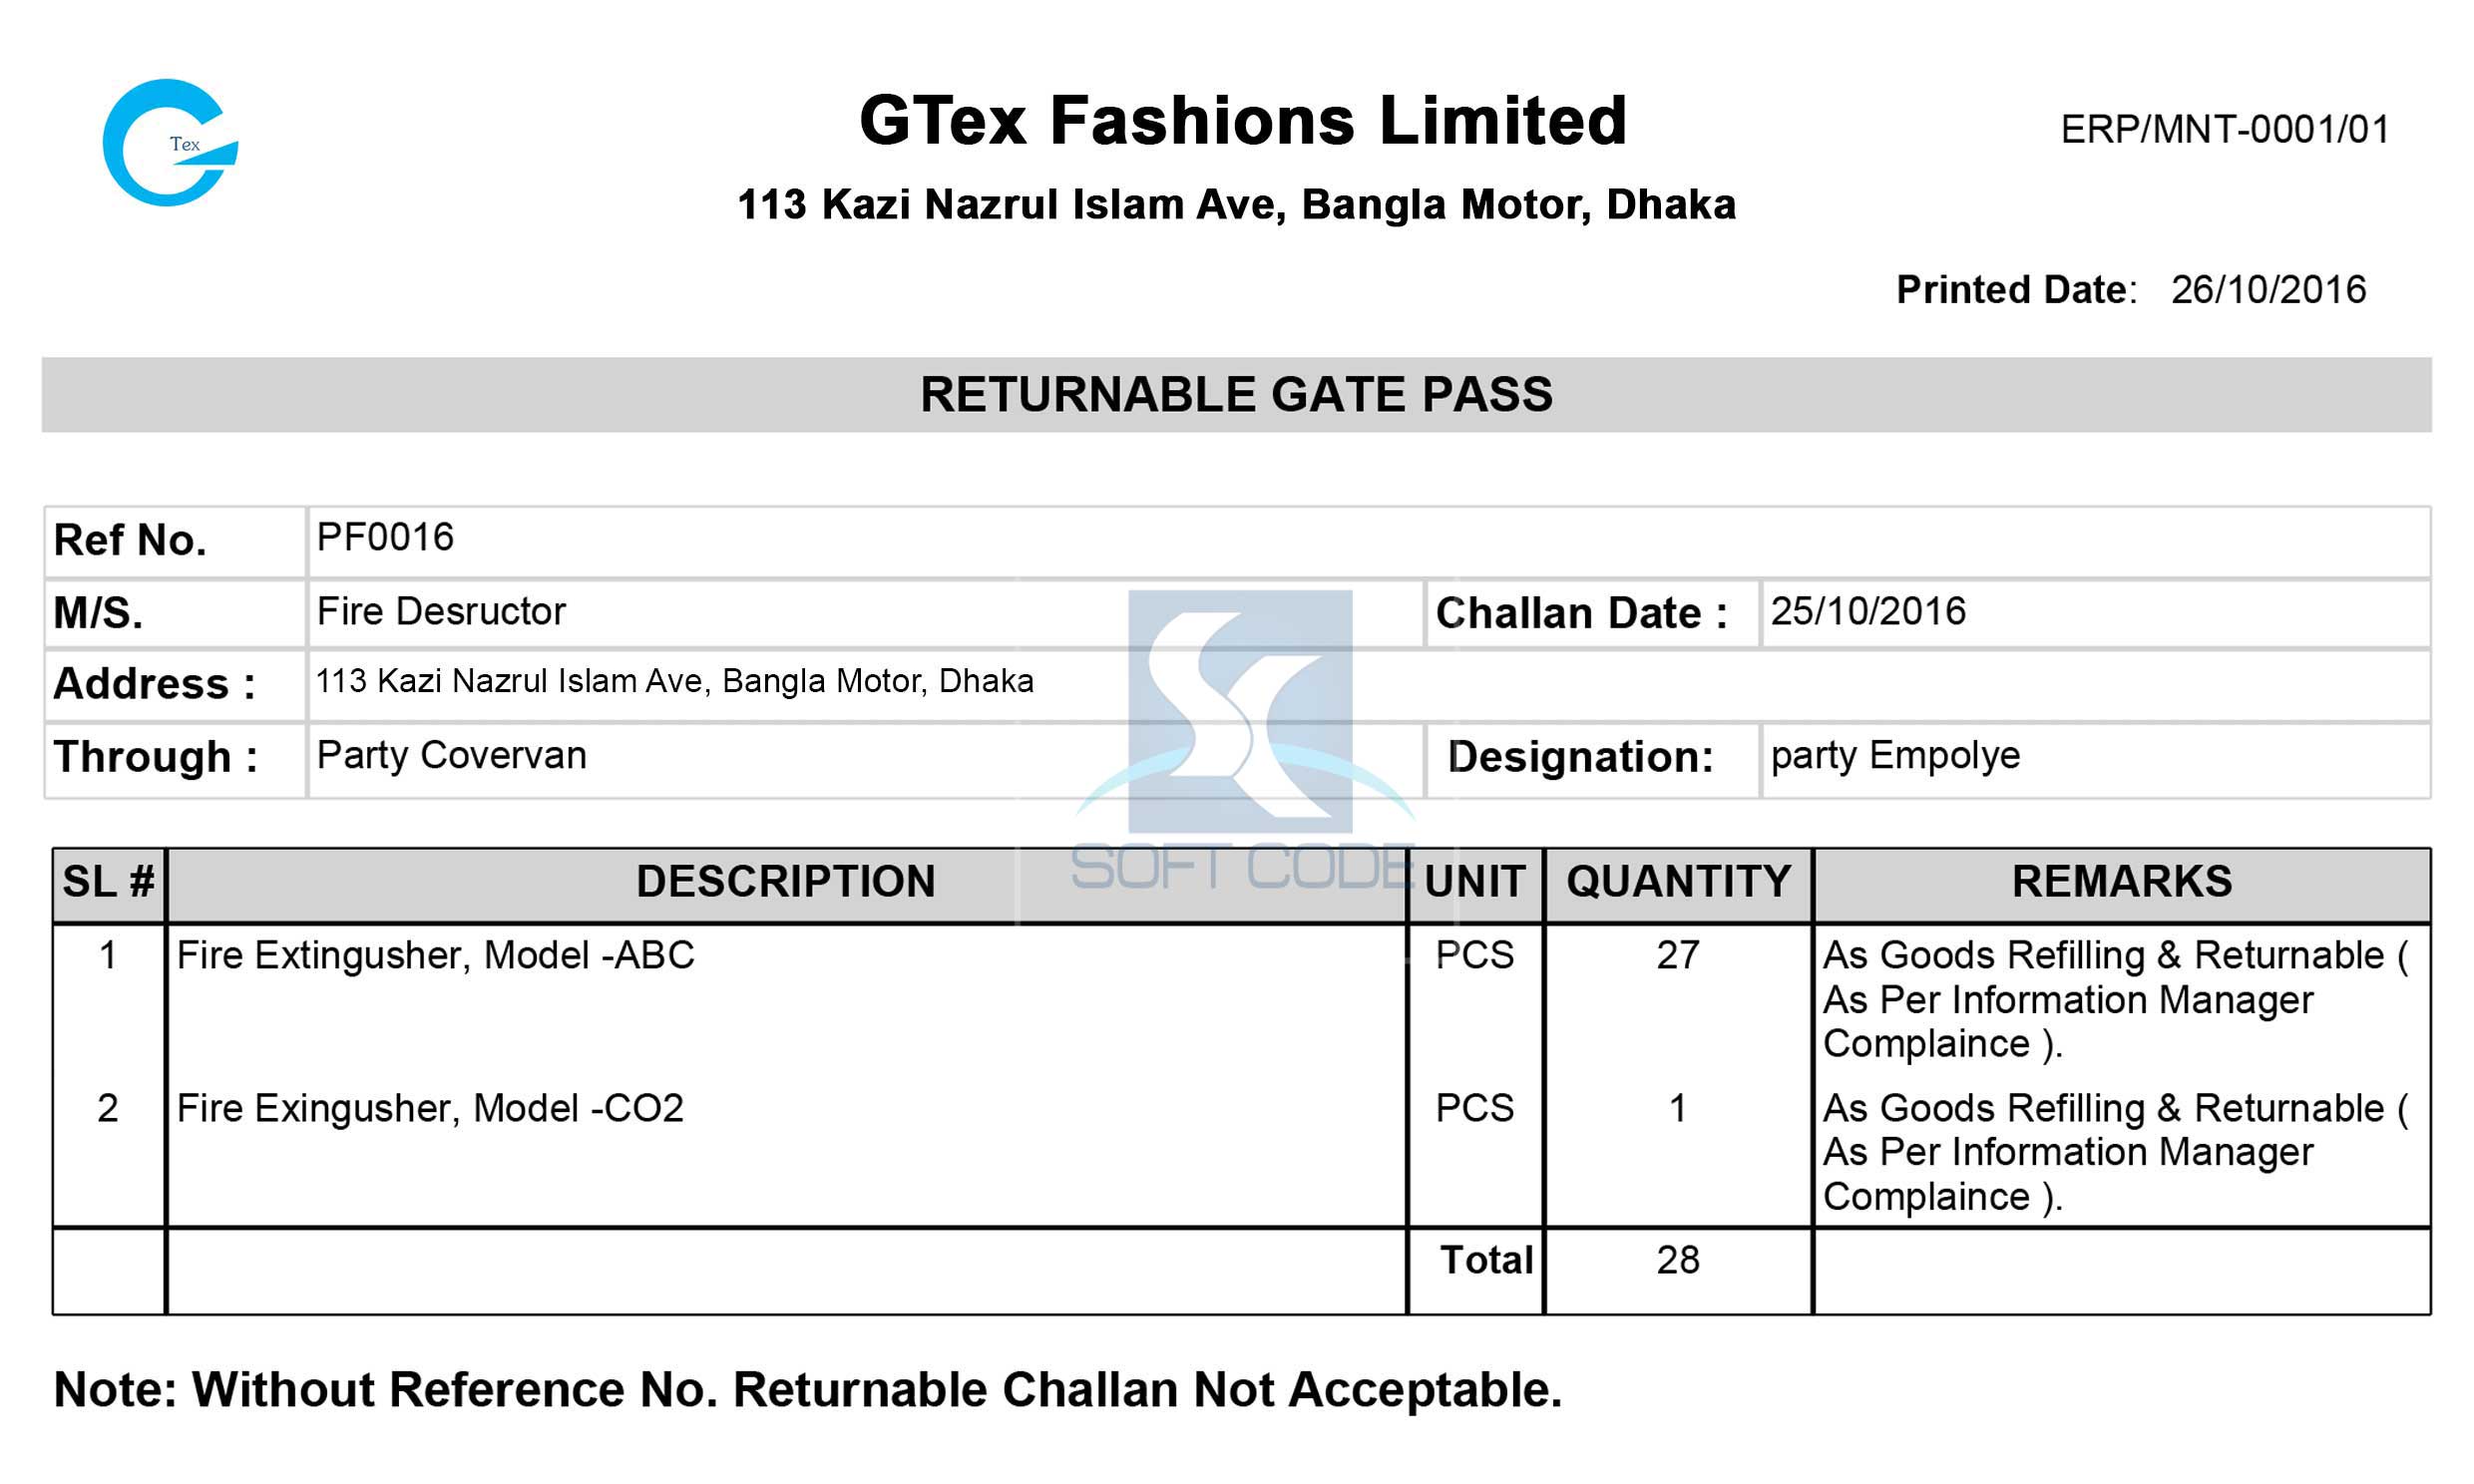 Tex
GTex Fashions Limited
ERP/MNT-0001/01
113 Kazi Nazrul Islam Ave, Bangla Motor, Dhaka
Printed Date: 26/10/2016
RETURNABLE GATE PASS
Ref No. PF0016
M/S. Fire Desructor Challan Date : 25/10/2016
Address : 113 Kazi Nazrul Islam Ave, Bangla Motor, Dhaka
Through : Party Covervan Designation: party Empolye
SOFT CODE
SL # DESCRIPTION UNIT QUANTITY REMARKS
1 Fire Extingusher, Model -ABC PCS 27 As Goods Refilling & Returnable (
As Per Information Manager
Complaince ).
2 Fire Exingusher, Model -CO2 PCS 1 As Goods Refilling & Returnable (
As Per Information Manager
Complaince ).
Total 28
Note: Without Reference No. Returnable Challan Not Acceptable.